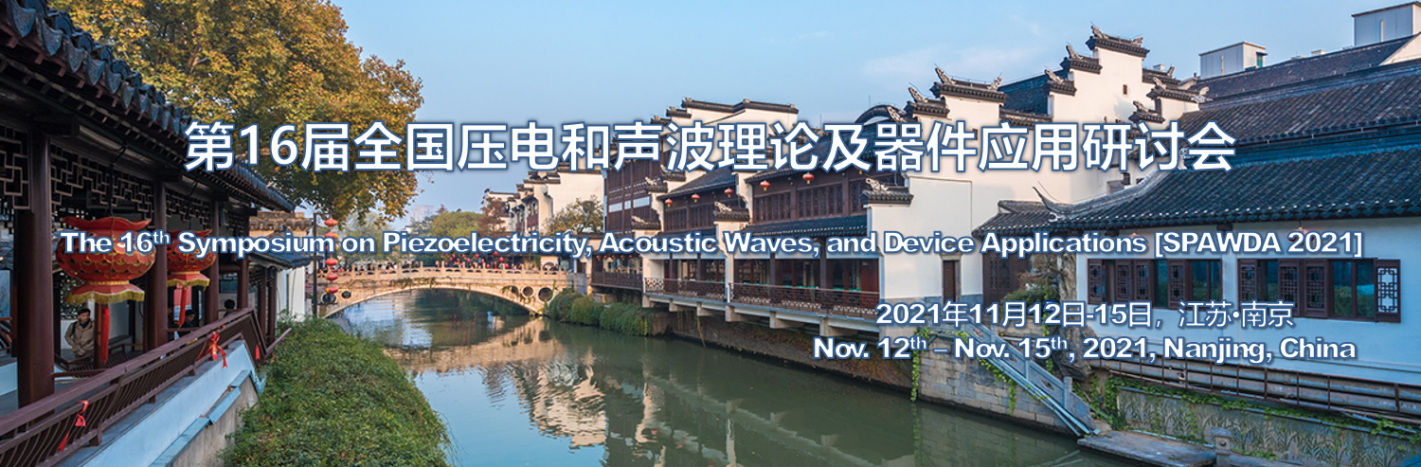 第16届全国压电和声波理论及器件应用研讨会
The 16th Symposium on Piezoelectricity, Acoustic Waves, and Device Applications [SPAWDA 2021]
2021年11月12日-15日，江苏•南京
Nov. 12th – Nov. 15th, 2021, Nanjing, China